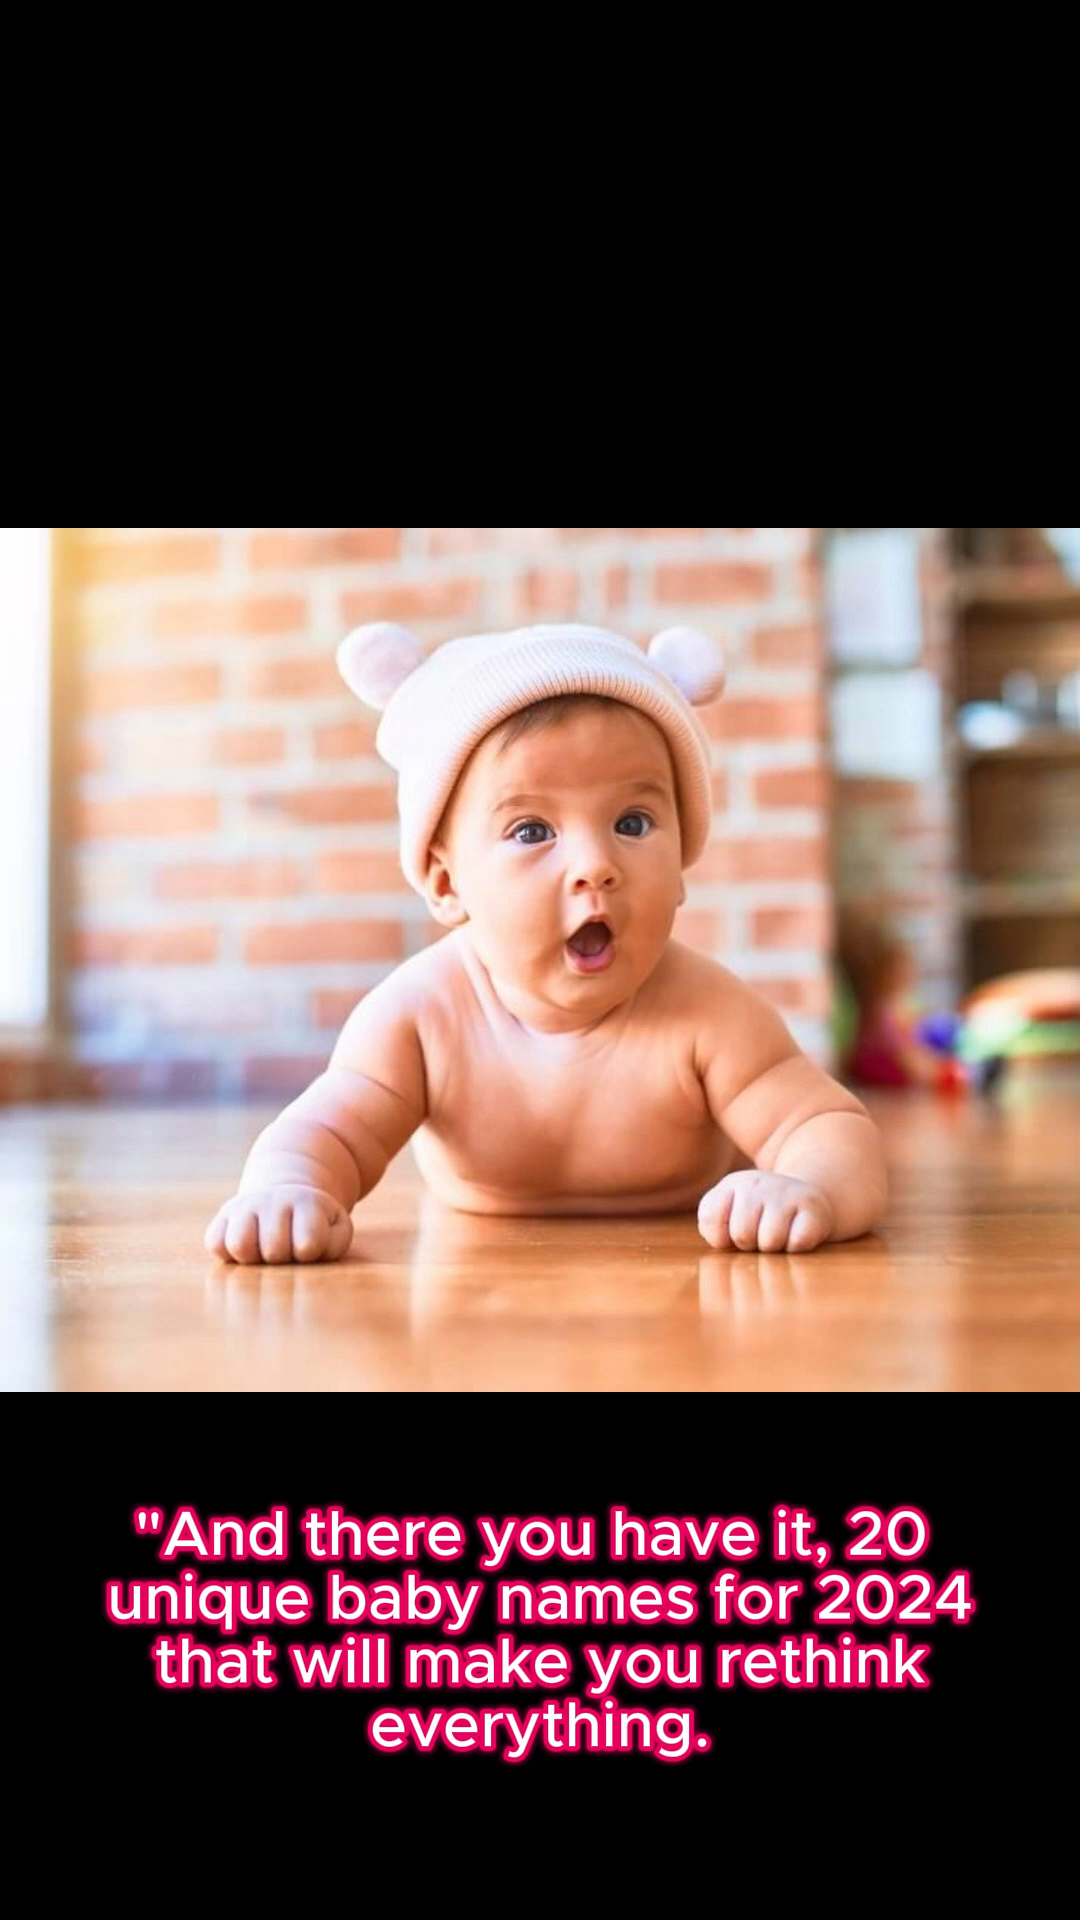 "And there you have it, 20
unique baby names for 2024
that will make you rethink
everything.